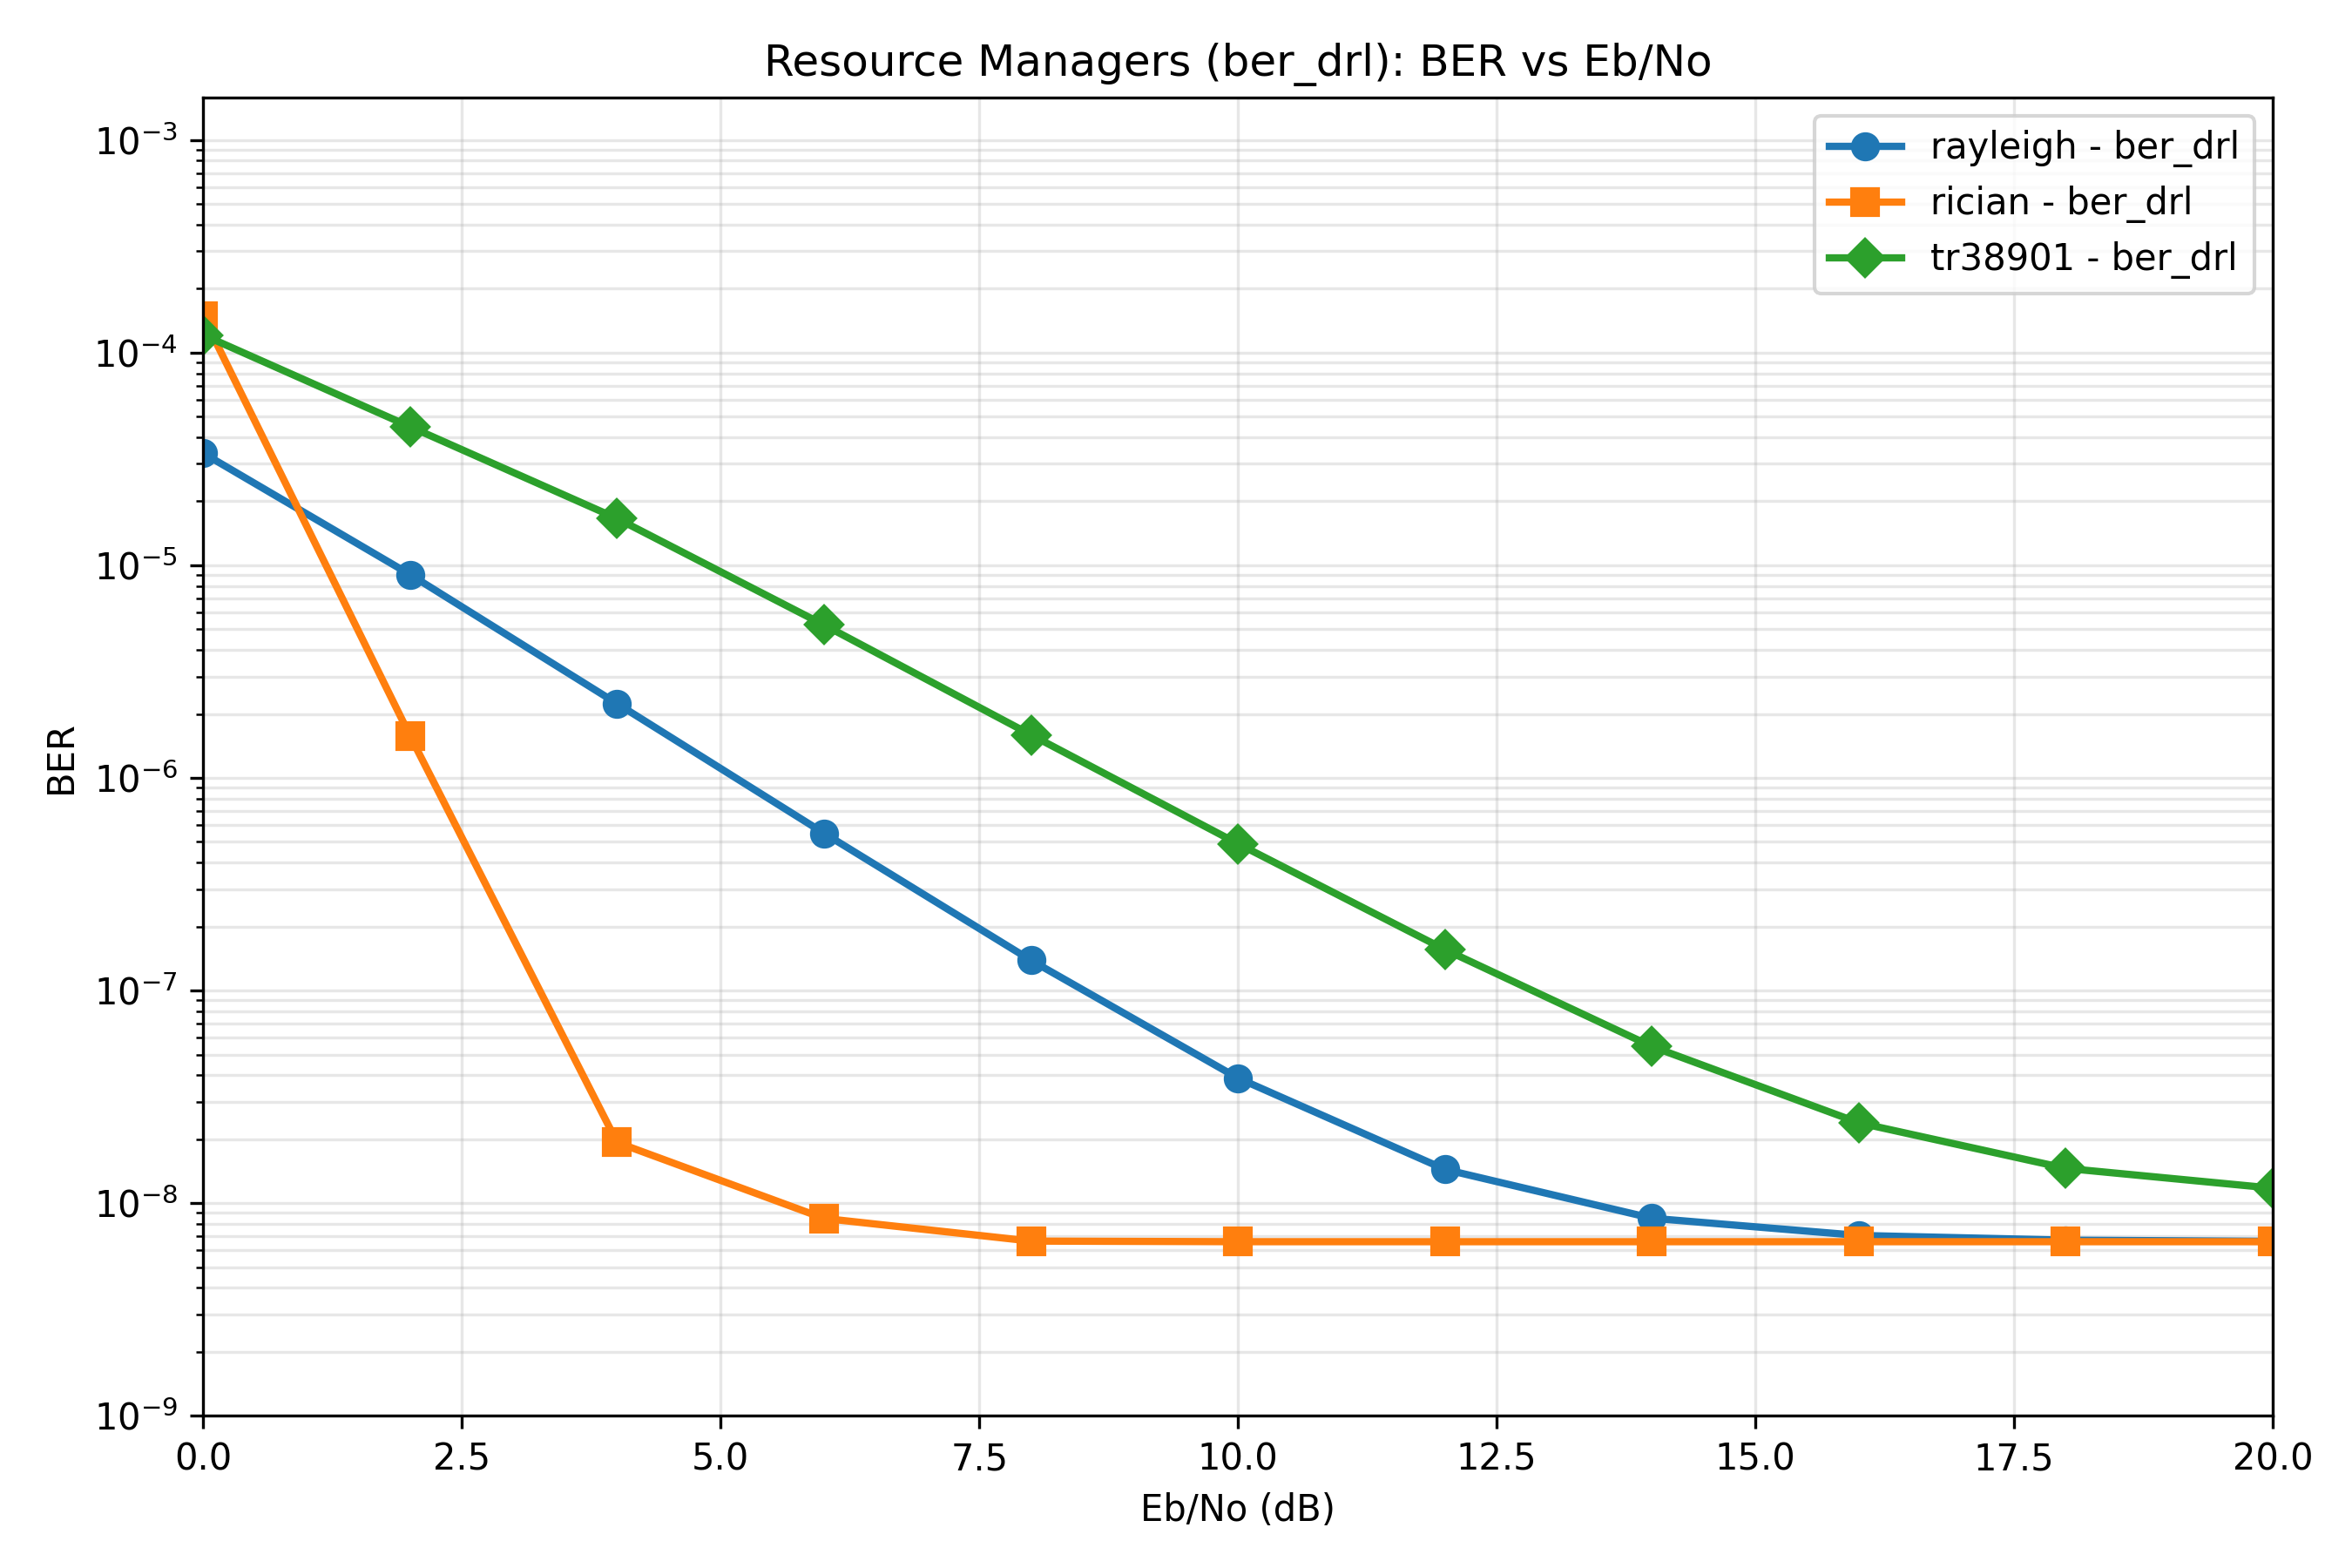 Resource Managers (ber_drl): BER vs Eb/No
rayleigh - ber_drl
rician - ber_drl
tr38901 - ber_drl
BER
10⁻³
10⁻⁴
10⁻⁵
10⁻⁶
10⁻⁷
10⁻⁸
10⁻⁹
0.0 2.5 5.0 7.5 10.0 12.5 15.0 17.5 20.0
Eb/No (dB)